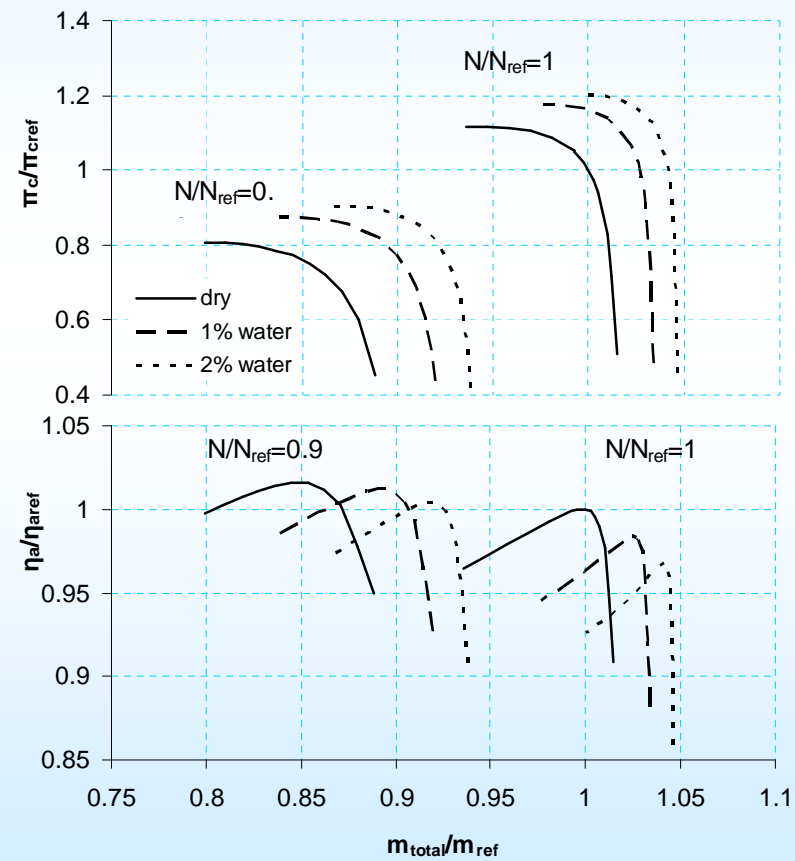 1.4
1.2
1
0.8
0.6
0.4
πc/πcref
N/Nref=1
N/Nref=0.
dry
1% water
2% water
1.05
1
0.95
0.9
0.85
ηa/ηaref
N/Nref=0.9
N/Nref=1
0.75 0.8 0.85 0.9 0.95 1 1.05 1.1
mtotal/mref